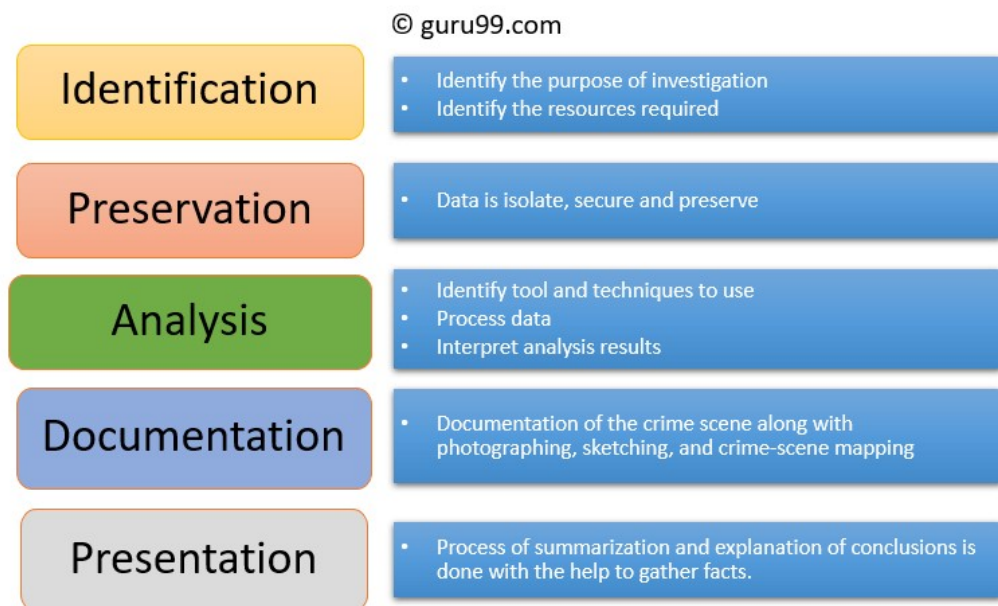 © guru99.com
Identification
• Identify the purpose of investigation
• Identify the resources required
Preservation
• Data is isolate, secure and preserve
Analysis
• Identify tool and techniques to use
• Process data
• Interpret analysis results
Documentation
• Documentation of the crime scene along with
photographing, sketching, and crime-scene mapping
Presentation
• Process of summarization and explanation of conclusions is
done with the help to gather facts.